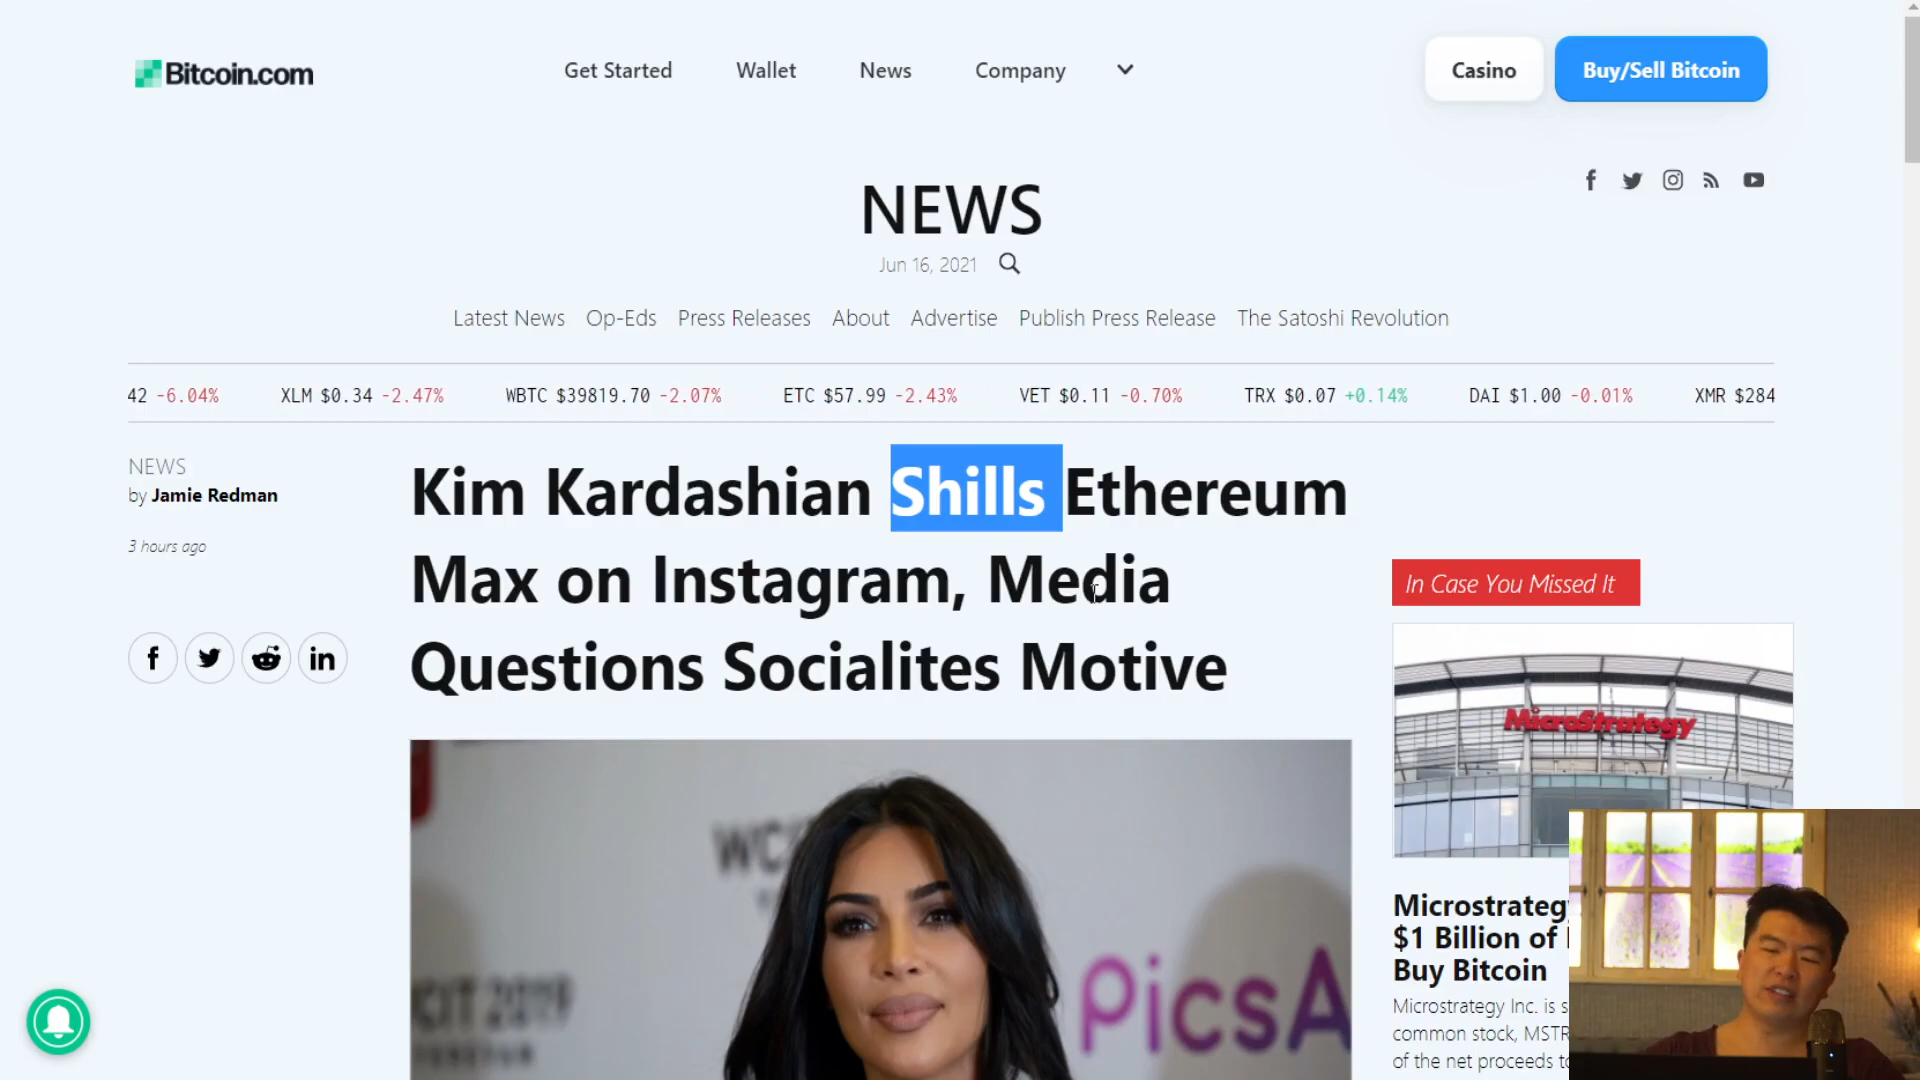 Bitcoin.com
Get Started Wallet News Company
Casino Buy/Sell Bitcoin
NEWS
Jun 16, 2021
Latest News Op-Eds Press Releases About Advertise Publish Press Release The Satoshi Revolution
42 -6.04% XLM $0.34 -2.47% WBTC $39819.70 -2.07% ETC $57.99 -2.43% VET $0.11 -0.70% TRX $0.07 +0.14% DAI $1.00 -0.01% XMR $284
NEWS
by Jamie Redman
3 hours ago
Kim Kardashian Shills Ethereum
Max on Instagram, Media
Questions Socialites Motive
In Case You Missed It
MicroStrategy
PicsA
2019
Microstrateg
$1 Billion of
Buy Bitcoin
Microstrategy Inc. is s
common stock, MSTR
of the net proceeds to